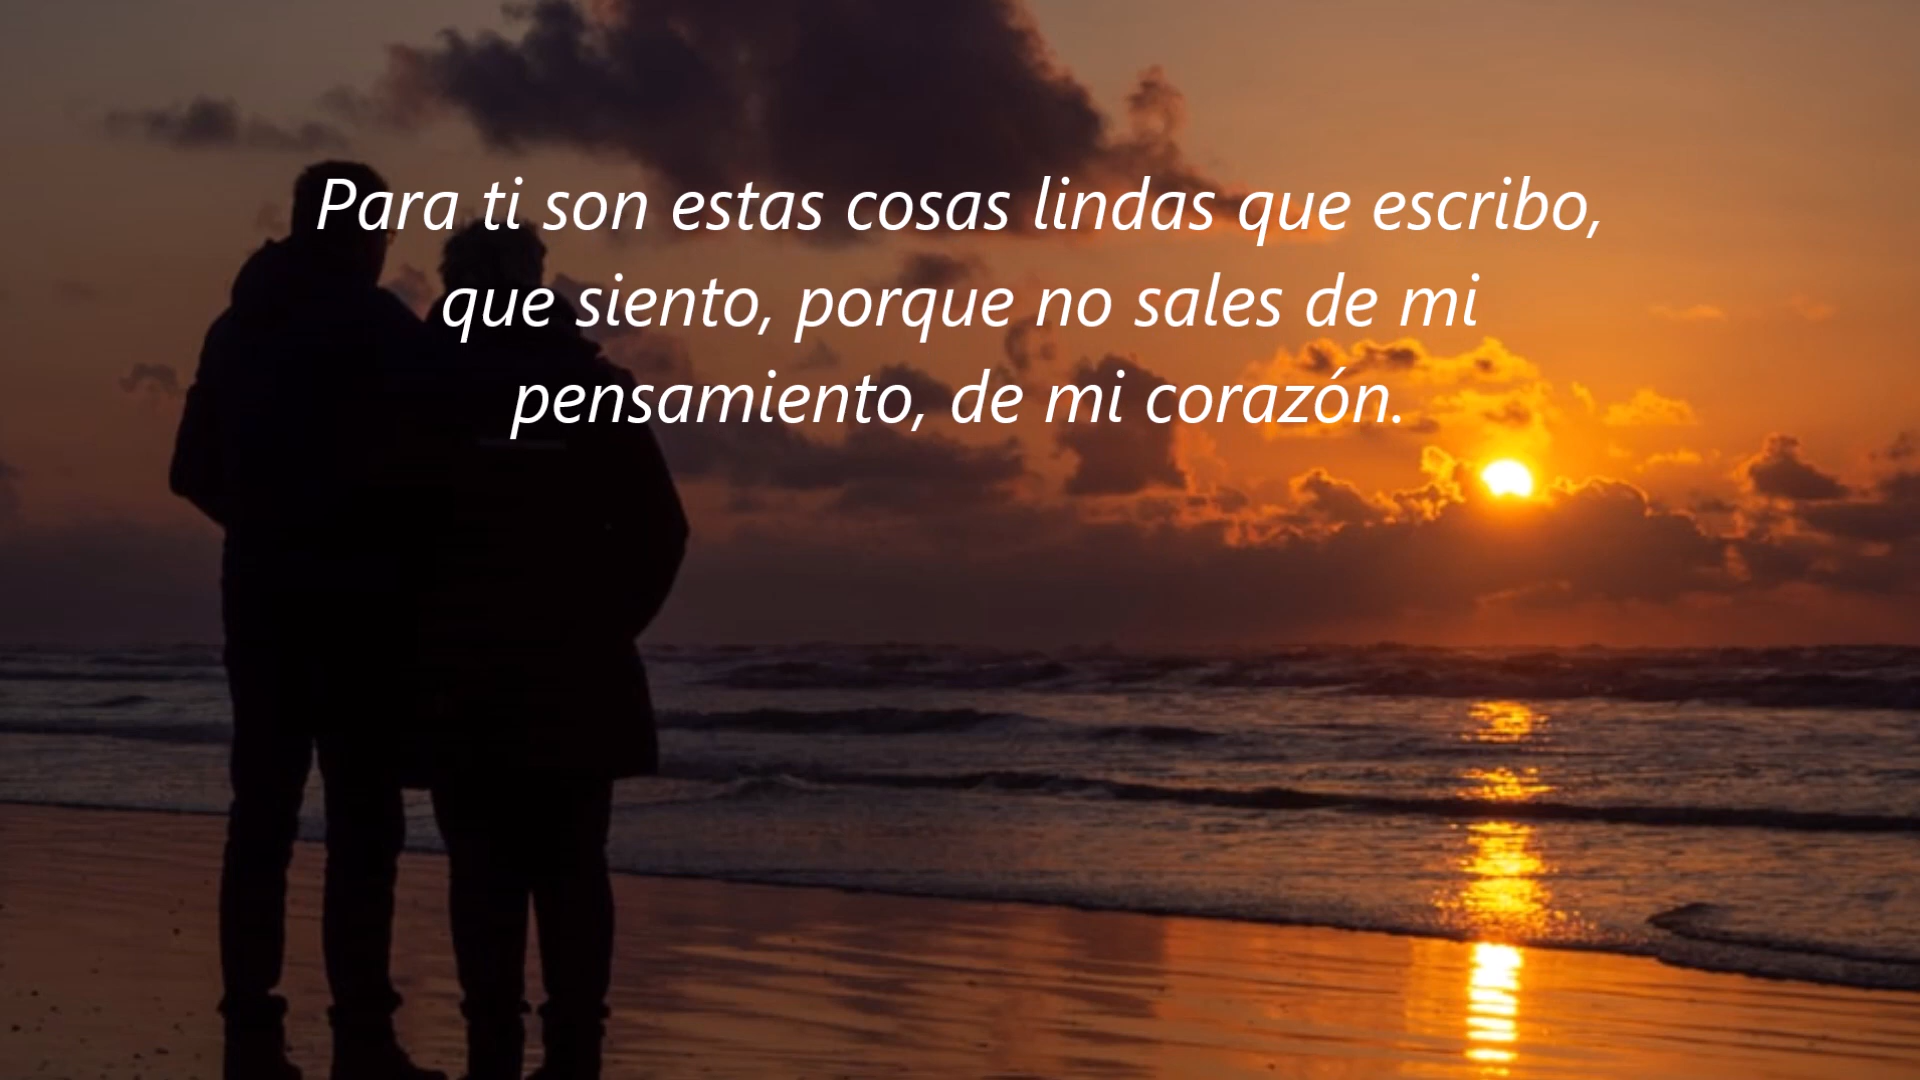 Para ti son estas cosas lindas que escribo,
que siento, porque no sales de mi
pensamiento, de mi corazón.